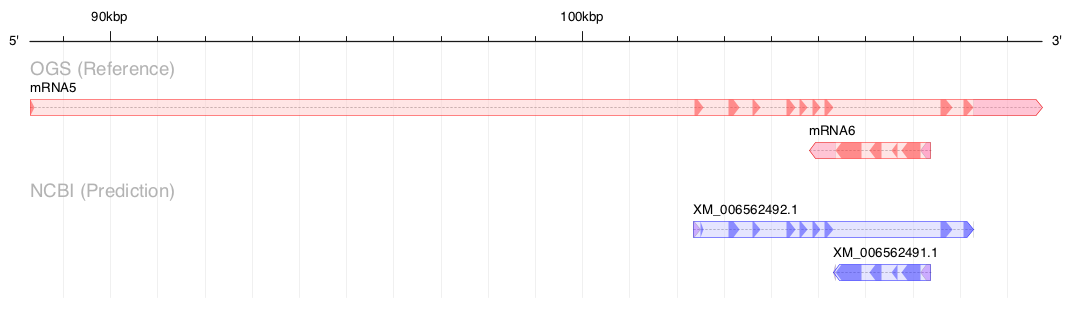 90kbp 100kbp
5' 3'
OGS (Reference)
mRNA5
mRNA6
NCBI (Prediction)
XM_006562492.1
XM_006562491.1